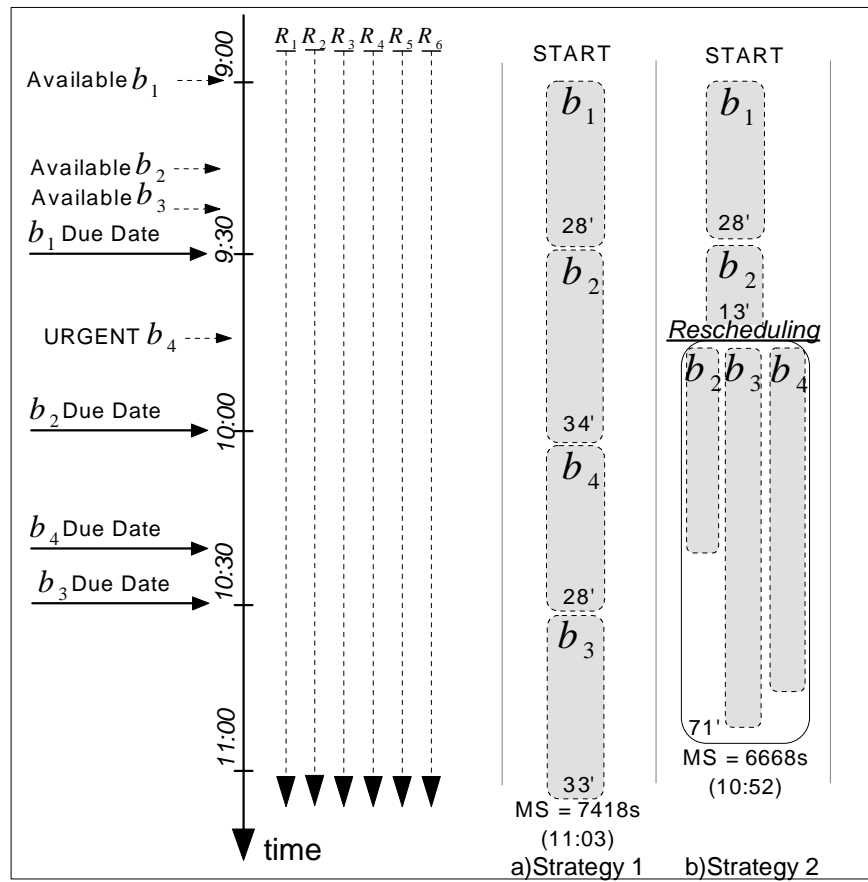 R1 R2 R3 R4 R5 R6
START START
9:00
Available b1
b1 b1
Available b2
Available b3
28' 28'
b1 Due Date
9:30
b2 b2
13'
URGENT b4
Rescheduling
b2 b3 b4
b2 Due Date
34'
10:00
b4
b4 Due Date
10:30
b3 Due Date
28'
b3
11:00
71'
33'
MS = 6668s
(10:52)
MS = 7418s
(11:03)
time
a)Strategy 1 b)Strategy 2